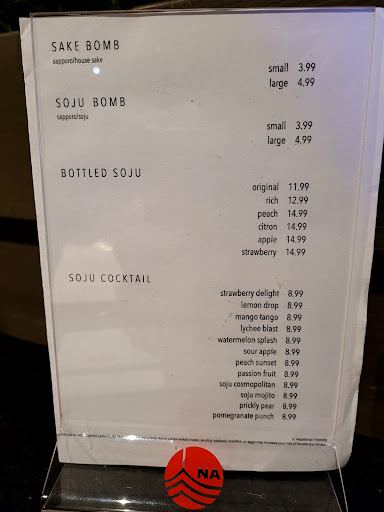 SAKE BOMB
sapporo/house sake
small 3.99
large 4.99
SOJU BOMB
sapporo/soju
small 3.99
large 4.99
BOTTLED SOJU
original 11.99
rich 12.99
peach 14.99
citron 14.99
apple 14.99
strawberry 14.99
SOJU COCKTAIL
strawberry delight 8.99
lemon drop 8.99
mango tango 8.99
lychee blast 8.99
watermelon splash 8.99
sour apple 8.99
peach sunset 8.99
passion fruit 8.99
soju cosmopolitan 8.99
soju mojito 8.99
prickly pear 8.99
pomegranate punch 8.99
NA